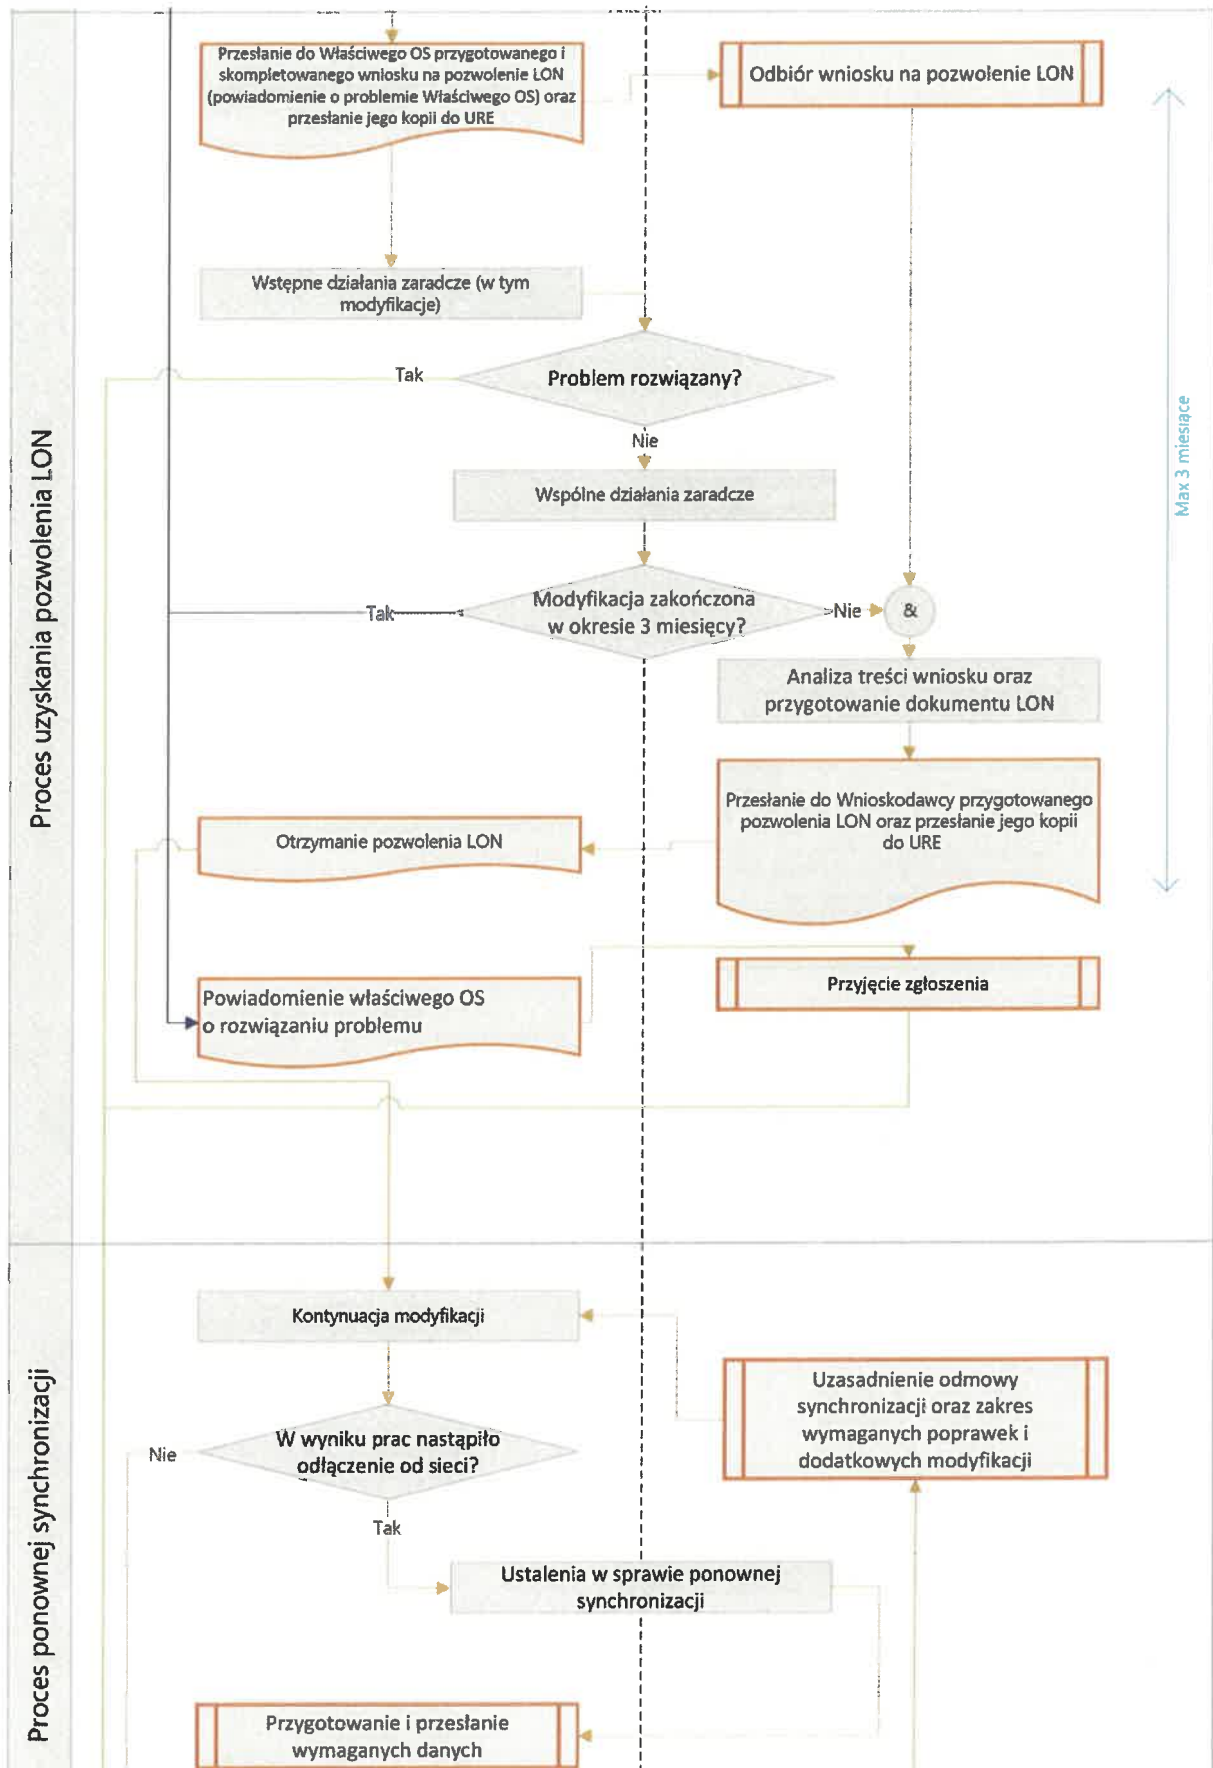 Przesłanie do Właściwego OS przygotowanego i
skompletowanego wniosku na pozwolenie LON
(powiadomienie o problemie Właściwego OS) oraz
przesłanie jego kopii do URE
Odbiór wniosku na pozwolenie LON
Wstępne działania zaradcze (w tym
modyfikacje)
Problem rozwiązany?
Tak
Nie
Wspólne działania zaradcze
Max 3 miesiące
Modyfikacja zakończona
w okresie 3 miesięcy?
Tak
Nie
&
Analiza treści wniosku oraz
przygotowanie dokumentu LON
Przesłanie do Wnioskodawcy przygotowanego
pozwolenia LON oraz przesłanie jego kopii
do URE
Otrzymanie pozwolenia LON
Przyjęcie zgłoszenia
Powiadomienie właściwego OS
o rozwiązaniu problemu
Proces uzyskania pozwolenia LON
Kontynuacja modyfikacji
Uzasadnienie odmowy
synchronizacji oraz zakres
wymaganych poprawek i
dodatkowych modyfikacji
W wyniku prac nastąpiło
odłączenie od sieci?
Nie
Tak
Ustalenia w sprawie ponownej
synchronizacji
Przygotowanie i przesłanie
wymaganych danych
Proces ponownej synchronizacji